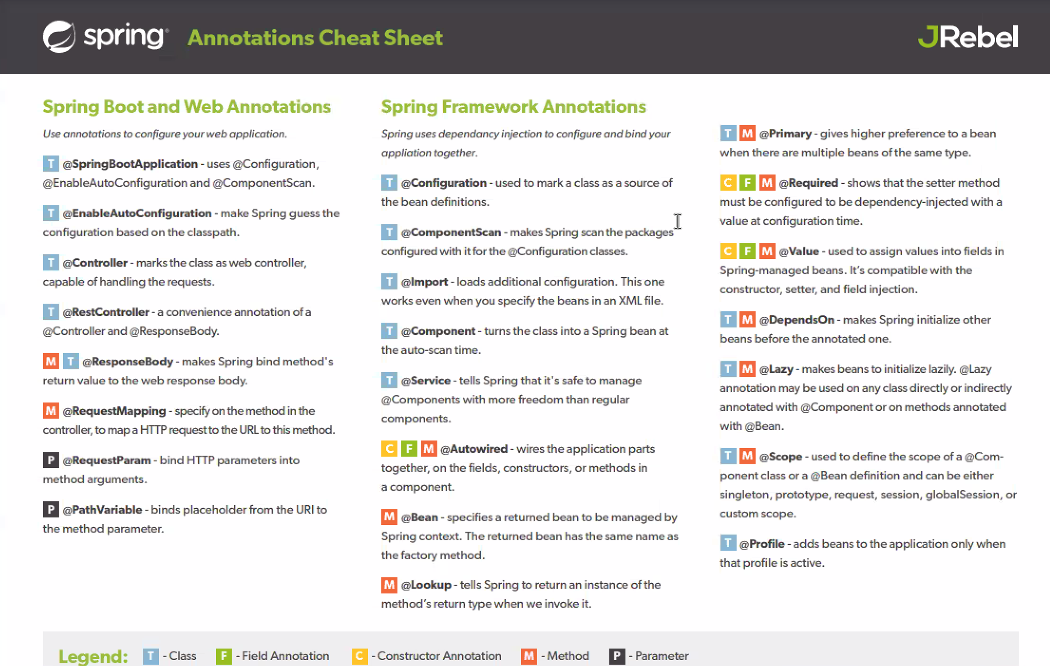 spring Annotations Cheat Sheet
JRebel
Spring Boot and Web Annotations
Use annotations to configure your web application.
T @SpringBootApplication - uses @Configuration,
@EnableAutoConfiguration and @ComponentScan.
T @EnableAutoConfiguration - make Spring guess the
configuration based on the classpath.
T @Controller - marks the class as web controller,
capable of handling the requests.
T @RestController - a convenience annotation of a
@Controller and @ResponseBody.
M T @ResponseBody - makes Spring bind method's
return value to the web response body.
M @RequestMapping - specify on the method in the
controller, to map a HTTP request to the URL to this method.
P @RequestParam - bind HTTP parameters into
method arguments.
P @PathVariable - binds placeholder from the URI to
the method parameter.
Spring Framework Annotations
Spring uses dependancy injection to configure and bind your
appliation together.
T @Configuration - used to mark a class as a source of
the bean definitions.
T @ComponentScan - makes Spring scan the packages
configured with it for the @Configuration classes.
T @Import - loads additional configuration. This one
works even when you specify the beans in an XML file.
T @Component - turns the class into a Spring bean at
the auto-scan time.
T @Service - tells Spring that it's safe to manage
@Components with more freedom than regular
components.
C F M @Autowired - wires the application parts
together, on the fields, constructors, or methods in
a component.
M @Bean - specifies a returned bean to be managed by
Spring context. The returned bean has the same name as
the factory method.
M @Lookup - tells Spring to return an instance of the
method's return type when we invoke it.
T M @Primary - gives higher preference to a bean
when there are multiple beans of the same type.
C F M @Required - shows that the setter method
must be configured to be dependency-injected with a
value at configuration time.
C F M @Value - used to assign values into fields in
Spring-managed beans. It's compatible with the
constructor, setter, and field injection.
T M @DependsOn - makes Spring initialize other
beans before the annotated one.
T M @Lazy - makes beans to initialize lazily. @Lazy
annotation may be used on any class directly or indirectly
annotated with @Component or on methods annotated
with @Bean.
T M @Scope - used to define the scope of a @Com-
ponent class or a @Bean definition and can be either
singleton, prototype, request, session, globalSession, or
custom scope.
T @Profile - adds beans to the application only when
that profile is active.
Legend: T - Class F - Field Annotation C - Constructor Annotation M - Method P - Parameter